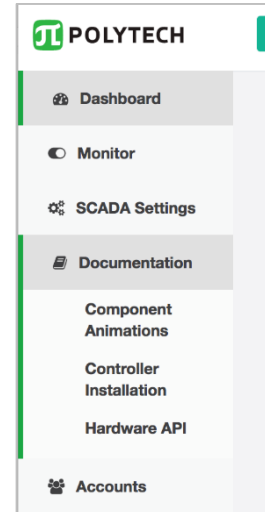 POLYTECH
Dashboard
Monitor
SCADA Settings
Documentation
Component
Animations
Controller
Installation
Hardware API
Accounts